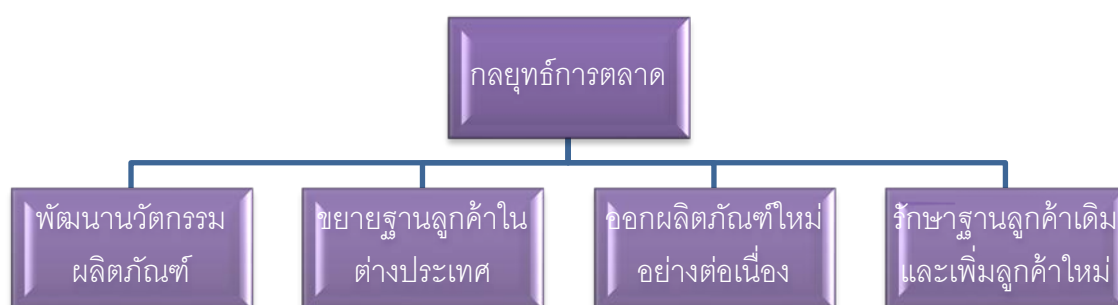 กลยุทธ์การตลาด
พัฒนานวัตกรรม
ผลิตภัณฑ์
ขยายฐานลูกค้าใน
ต่างประเทศ
ออกผลิตภัณฑ์ใหม่
อย่างต่อเนื่อง
รักษาฐานลูกค้าเดิม
และเพิ่มลูกค้าใหม่